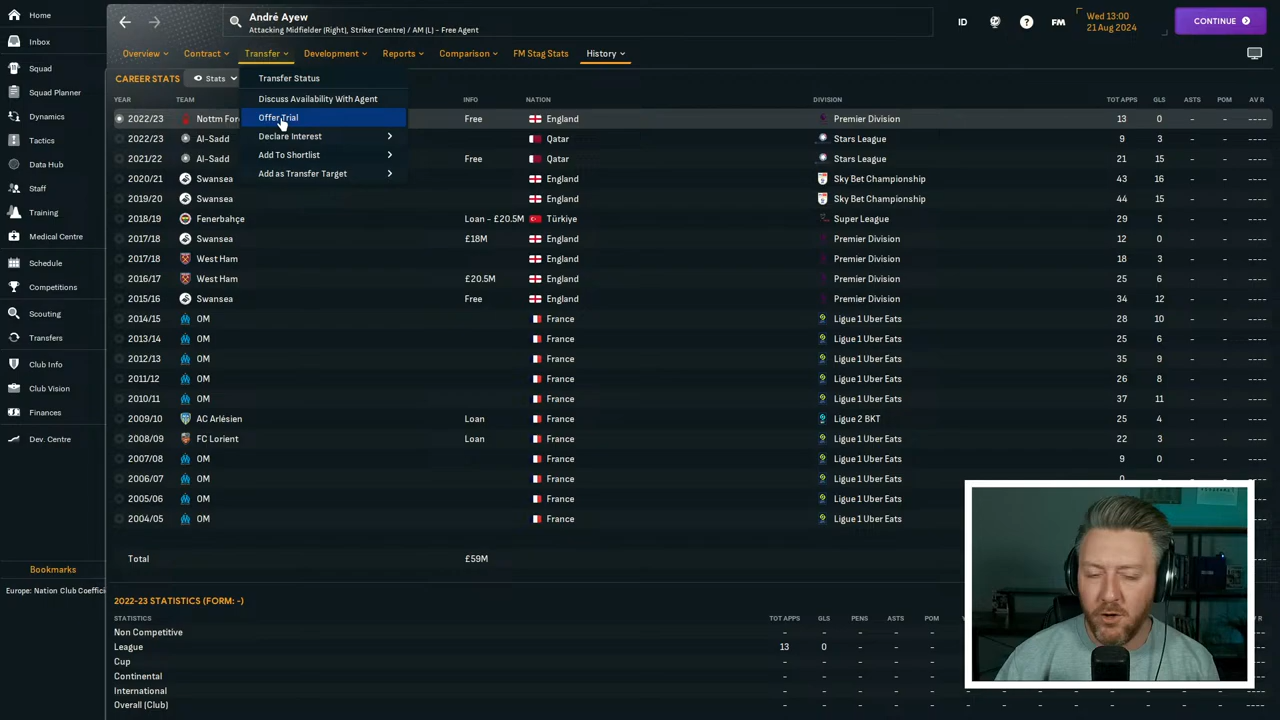 Home
Inbox
Squad
Squad Planner
Dynamics
Tactics
Data Hub
Staff
Training
Medical Centre
Schedule
Competitions
Scouting
Transfers
Club Info
Club Vision
Finances
Dev. Centre
Bookmarks
Europe: Nation Club Coeffici
André Ayew
Attacking Midfielder (Right), Striker (Centre) / AM (L) - Free Agent
ID
?
FM
Wed 13:00
21 Aug 2024
CONTINUE
Overview Contract Transfer Development Reports Comparison FM Stag Stats History
CAREER STATS Stats
Transfer Status
Discuss Availability With Agent
Offer Trial
Declare Interest
Add To Shortlist
Add as Transfer Target
YEAR TEAM INFO NATION DIVISION TOT APPS GLS ASTS POM AV R
2022/23 Nottm For Free England Premier Division 13 0 - - ----
2022/23 Al-Sadd Qatar Stars League 9 3 - - ----
2021/22 Al-Sadd Free Qatar Stars League 21 15 - - ----
2020/21 Swansea England Sky Bet Championship 43 16 - - ----
2019/20 Swansea England Sky Bet Championship 44 15 - - ----
2018/19 Fenerbahçe Loan - £20.5M Türkiye Super League 29 5 - - ----
2017/18 Swansea £18M England Premier Division 12 0 - - ----
2017/18 West Ham England Premier Division 18 3 - - ----
2016/17 West Ham £20.5M England Premier Division 25 6 - - ----
2015/16 Swansea Free England Premier Division 34 12 - - ----
2014/15 OM France Ligue 1 Uber Eats 28 10 - - ----
2013/14 OM France Ligue 1 Uber Eats 25 6 - - ----
2012/13 OM France Ligue 1 Uber Eats 35 9 - - ----
2011/12 OM France Ligue 1 Uber Eats 26 8 - - ----
2010/11 OM France Ligue 1 Uber Eats 37 11 - - ----
2009/10 AC Arlésien Loan France Ligue 2 BKT 25 4 - - ----
2008/09 FC Lorient Loan France Ligue 1 Uber Eats 22 3 - - ----
2007/08 OM France Ligue 1 Uber Eats 9 0 - - ----
2006/07 OM France Ligue 1 Uber Eats
2005/06 OM France Ligue 1 Uber Eats
2004/05 OM France Ligue 1 Uber Eats
Total £59M
2022-23 STATISTICS (FORM: -)
STATISTICS TOT APPS GLS PENS ASTS POM
Non Competitive - - - - -
League 13 0 - - -
Cup - - - - -
Continental - - - - -
International - - - - - - - - - ----
Overall (Club) - - - - - - - - - ----